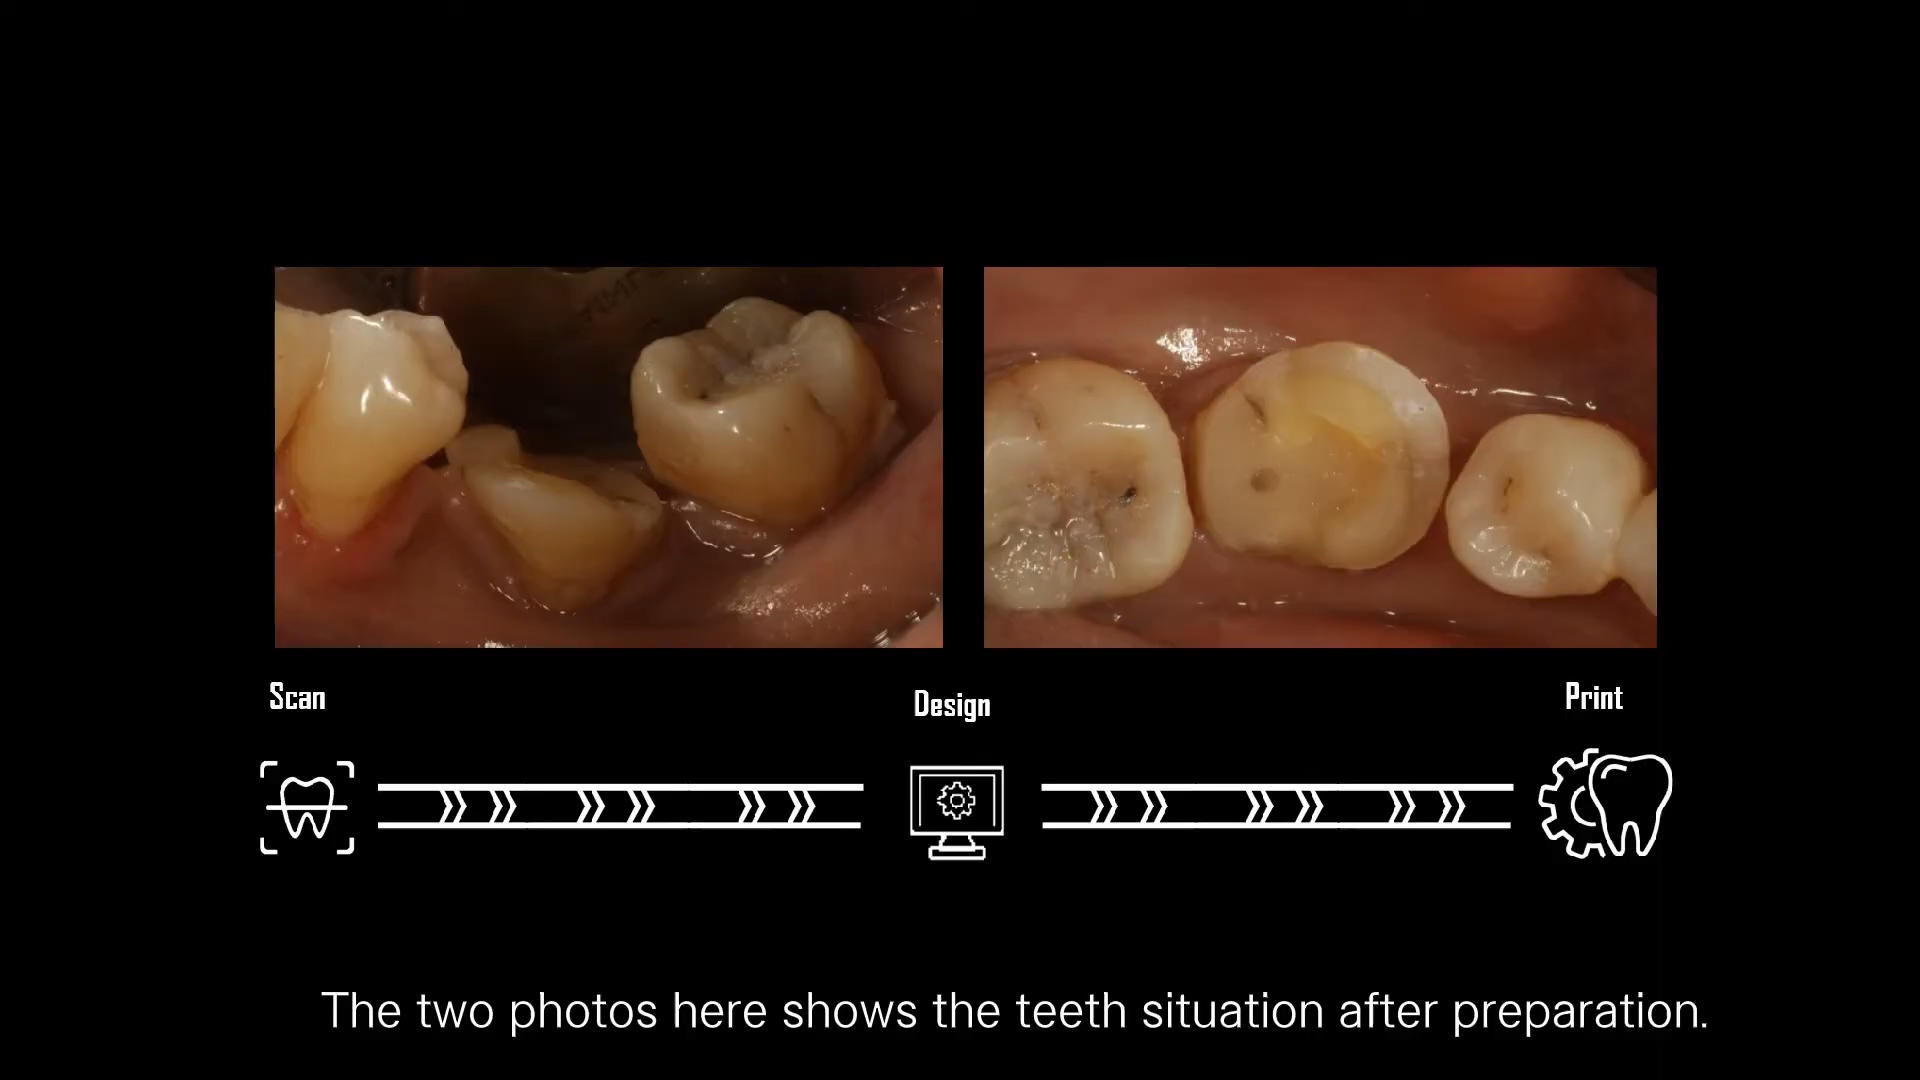 Scan
Design
Print
The two photos here shows the teeth situation after preparation.